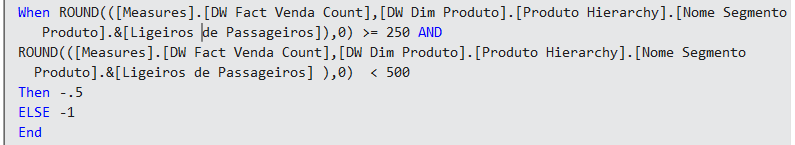 When ROUND(([Measures].[DW Fact Venda Count],[DW Dim Produto].[Produto Hierarchy].[Nome Segmento
Produto].&[Ligeiros de Passageiros]),0) >= 250 AND
ROUND(([Measures].[DW Fact Venda Count],[DW Dim Produto].[Produto Hierarchy].[Nome Segmento
Produto].&[Ligeiros de Passageiros] ),0)  < 500
Then -.5
ELSE -1
End